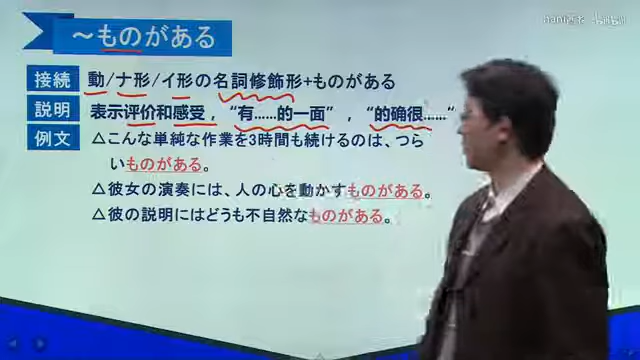 ～ものがある
接続 動/ナ形/イ形の名詞修飾形+ものがある
説明 表示评价和感受，“有……的一面”，“的确很……“
例文 △こんな単純な作業を3時間も続けるのは、つら
いものがある。
△彼女の演奏には、人の心を動かすものがある。
△彼の説明にはどうも不自然なものがある。